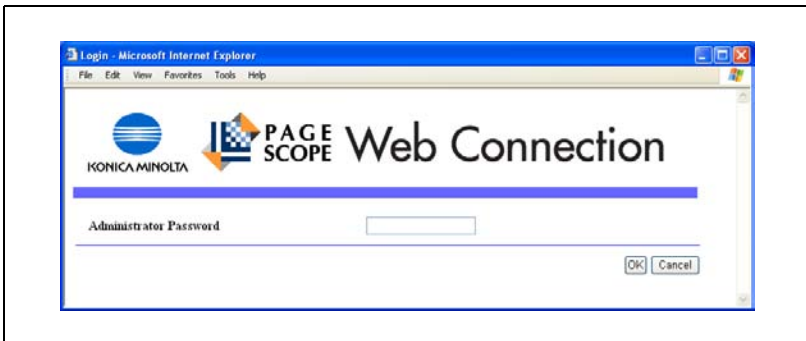 Login - Microsoft Internet Explorer
File Edit View Favorites Tools Help
KONICA MINOLTA
PAGE SCOPE Web Connection
Administrator Password
OK Cancel